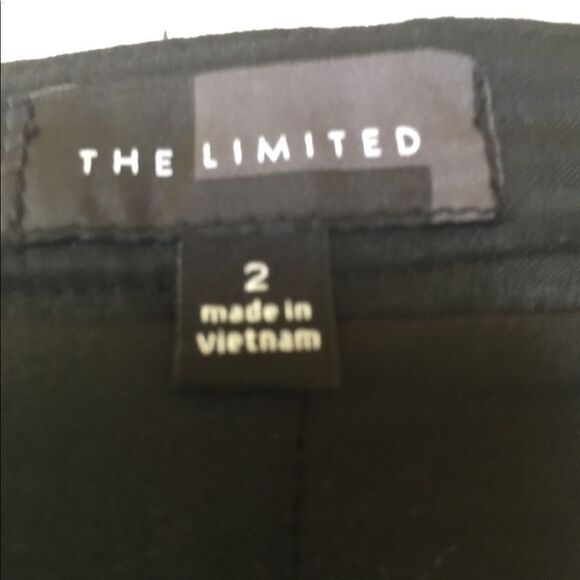 THE LIMITED
2
made in
vietnam